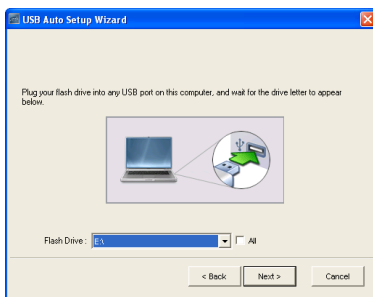 USB Auto Setup Wizard
Plug your flash drive into any USB port on this computer, and wait for the drive letter to appear
below.
Flash Drive : E:\ All
< Back Next > Cancel